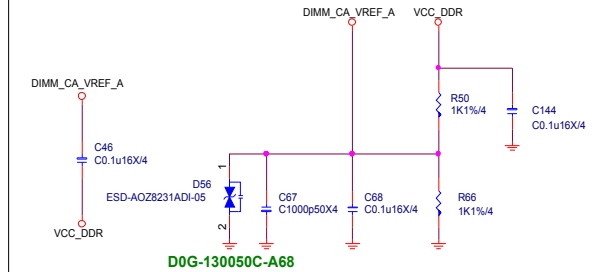 DIMM_CA_VREF_A
VCC_DDR
DIMM_CA_VREF_A
R50
1K1%/4
C144
C0.1u16X/4
C46
C0.1u16X/4
1
D56
ESD-AOZ8231ADI-05
2
C67
C1000p50X4
C68
C0.1u16X/4
R66
1K1%/4
VCC_DDR
D0G-130050C-A68